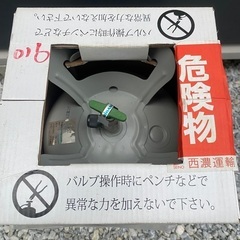 バルブ操作時にペンチなどで
異常な力を加えないで下さい。
910
危険物
西濃運輸
バルブ操作時にペンチなどで
異常な力を加えないで下さい。